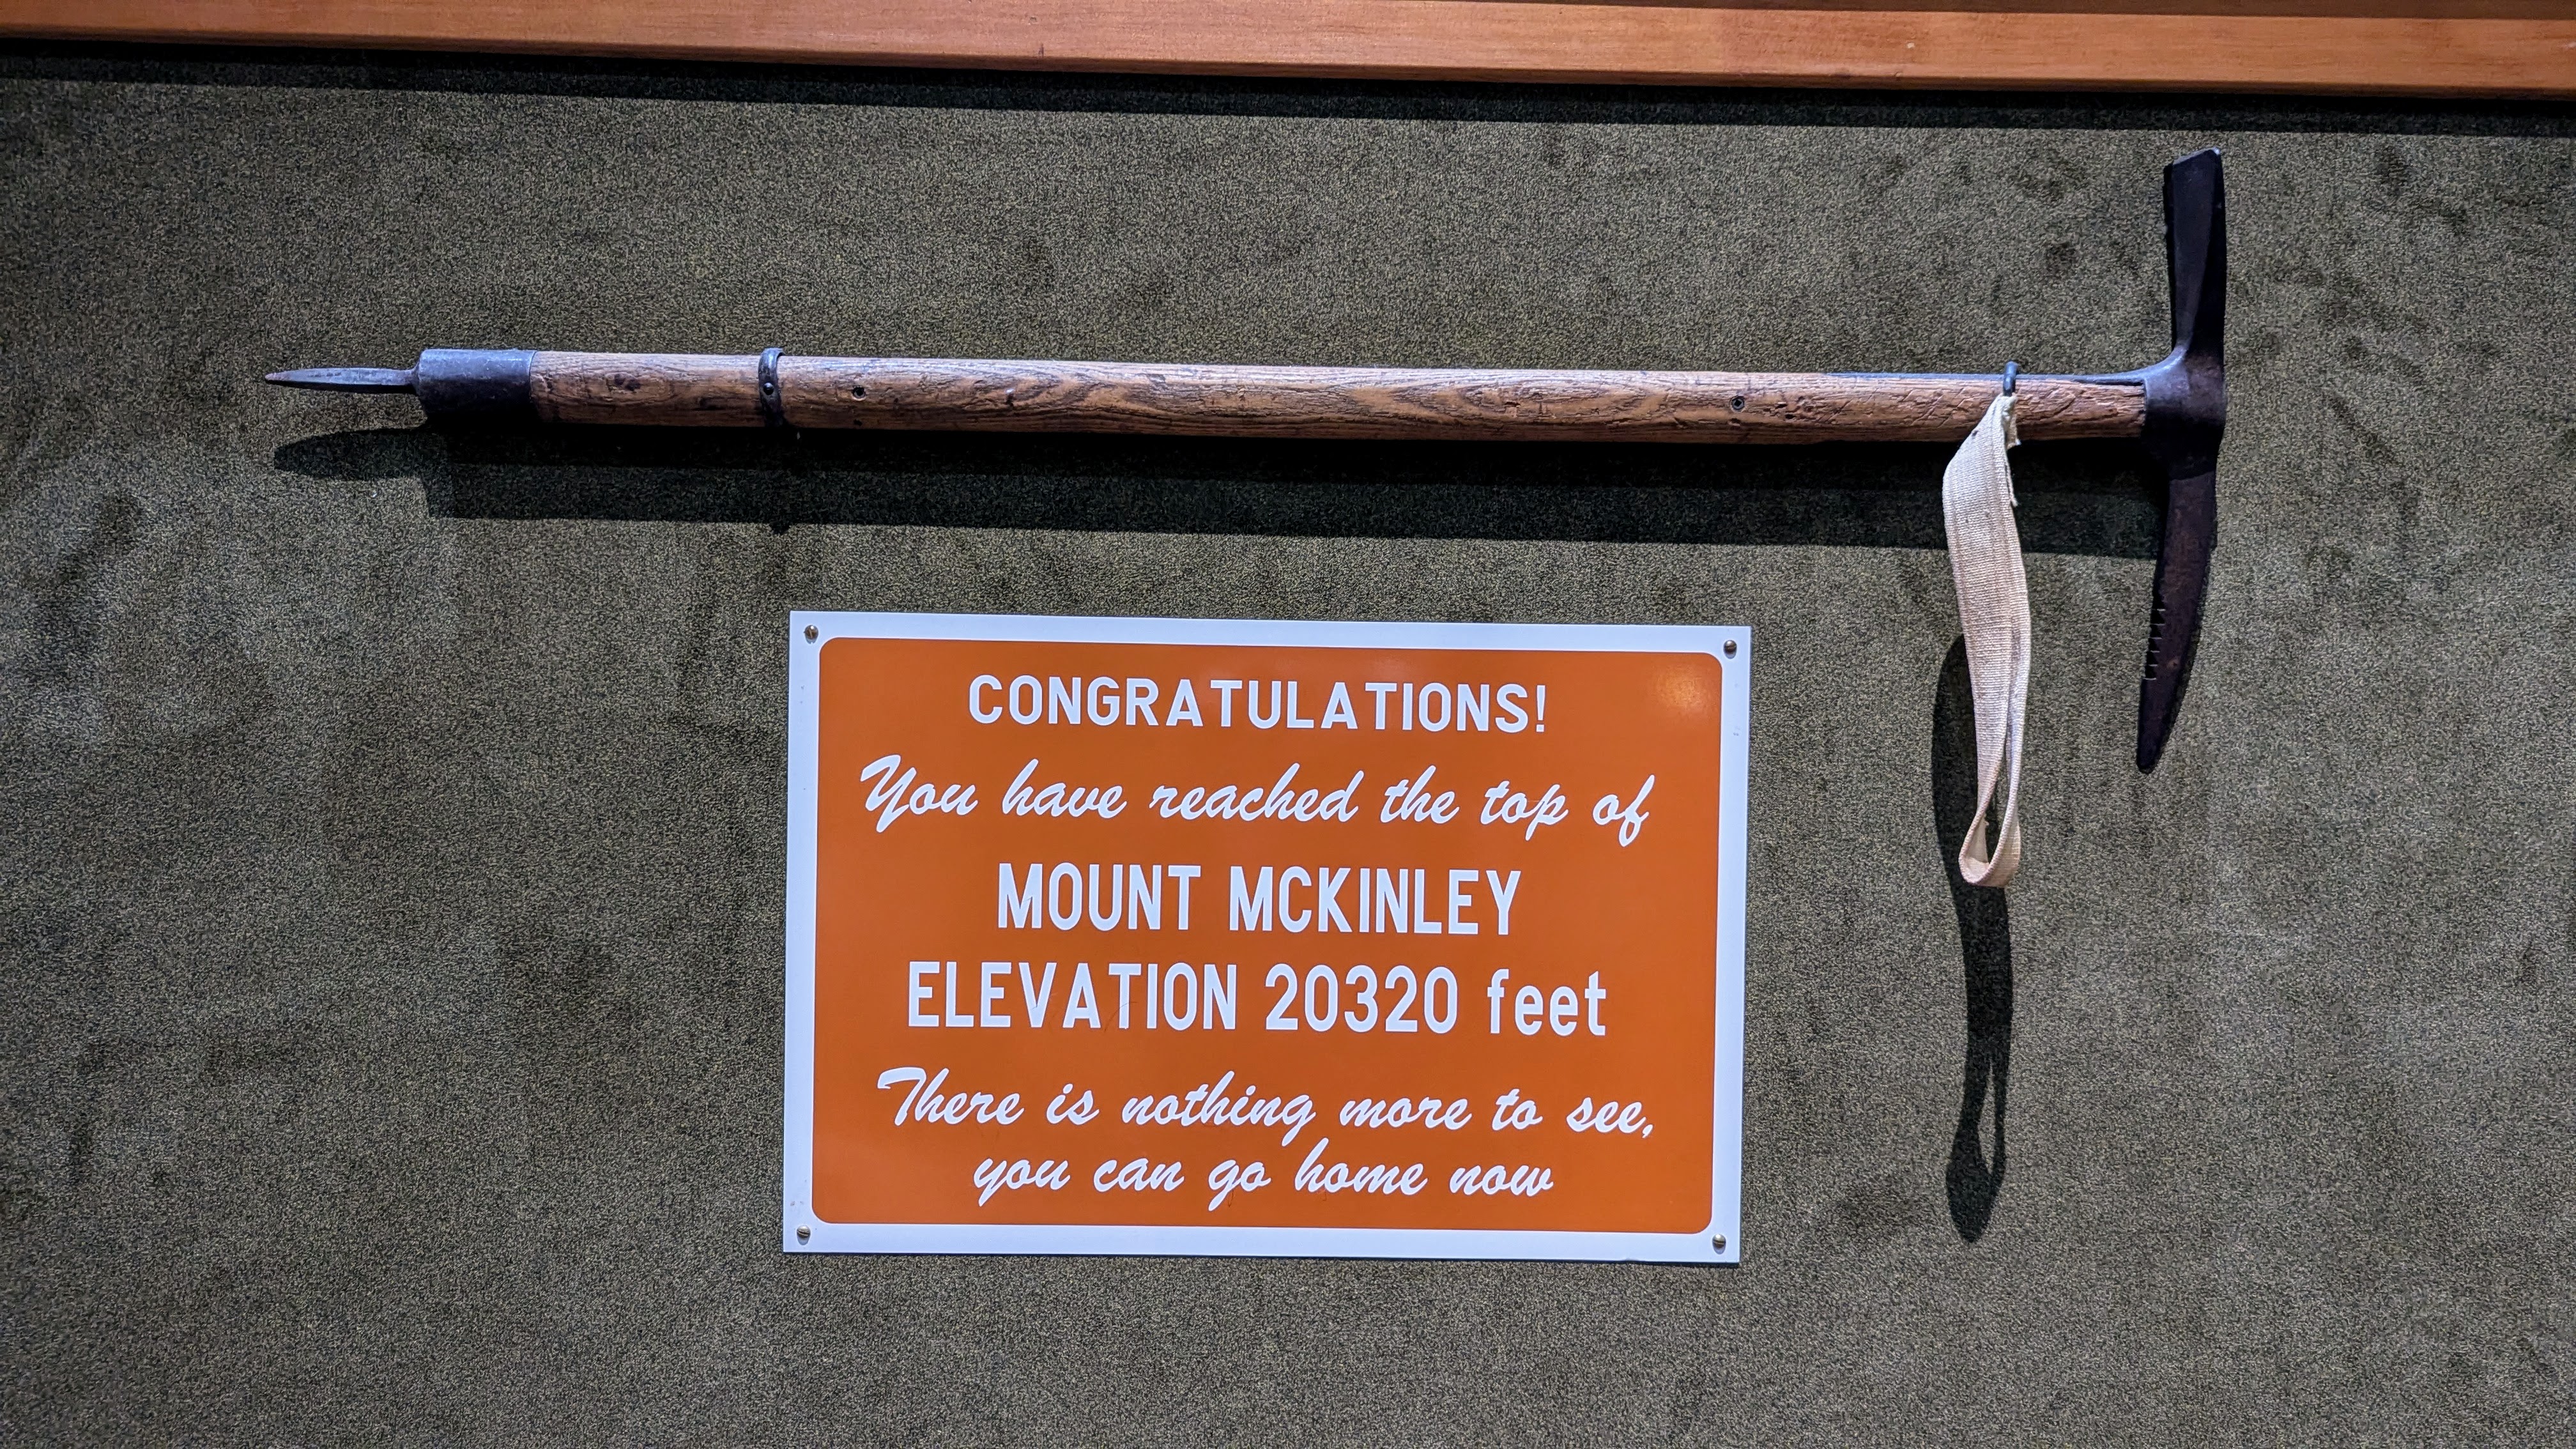 CONGRATULATIONS!
You have reached the top of
MOUNT MCKINLEY
ELEVATION 20320 feet
There is nothing more to see,
you can go home now